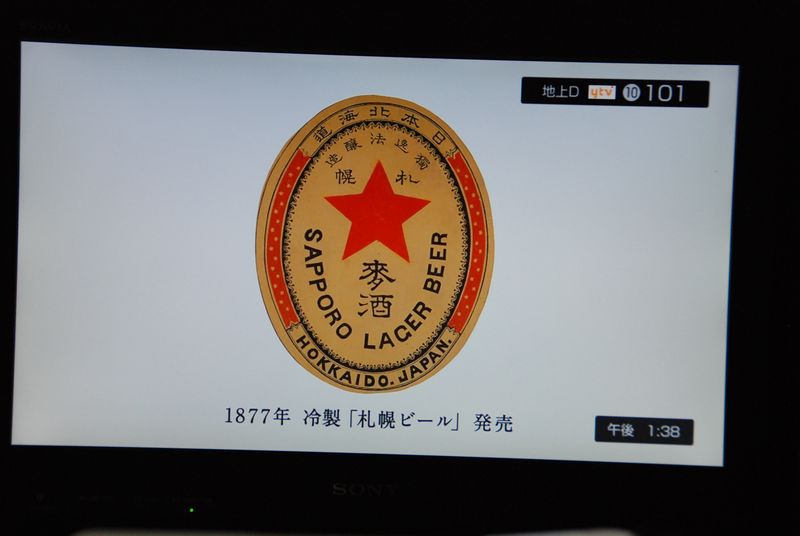 BRAVIA
地上D ytv ⑩ 101
道海北本日
造醸法逸獨
幌 札
SAPPORO LAGER BEER
麥
酒
HOKKAIDO. JAPAN.
1877年 冷製「札幌ビール」発売
午後 1:38
SONY